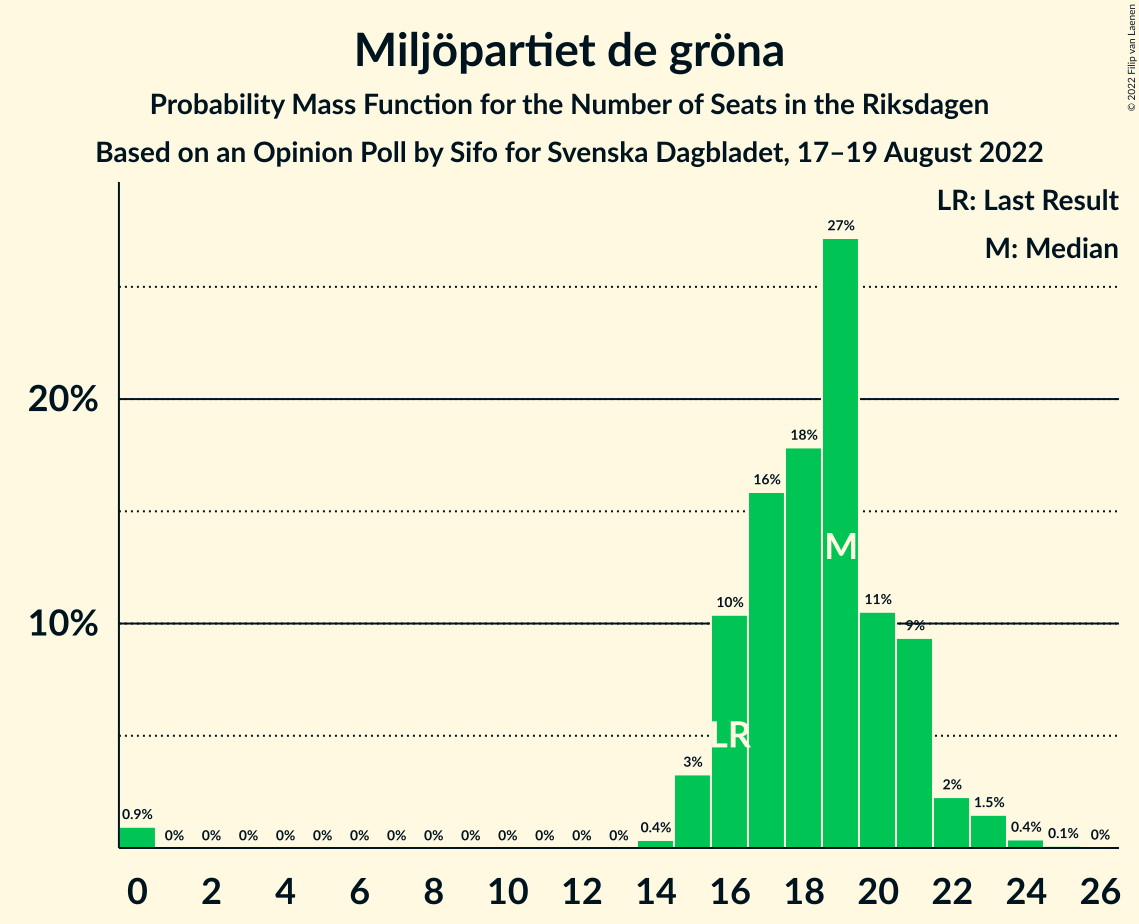 Miljöpartiet de gröna
Probability Mass Function for the Number of Seats in the Riksdagen
Based on an Opinion Poll by Sifo for Svenska Dagbladet, 17–19 August 2022
© 2022 Filip van Laenen
LR: Last Result
M: Median
27%
20%
18%
16%
M
10% 11%
10% 9%
LR
3%
0.9% 0% 0% 0% 0% 0% 0% 0% 0% 0% 0% 0% 0% 0% 0.4% 2% 1.5% 0.4% 0.1% 0%
0 2 4 6 8 10 12 14 16 18 20 22 24 26